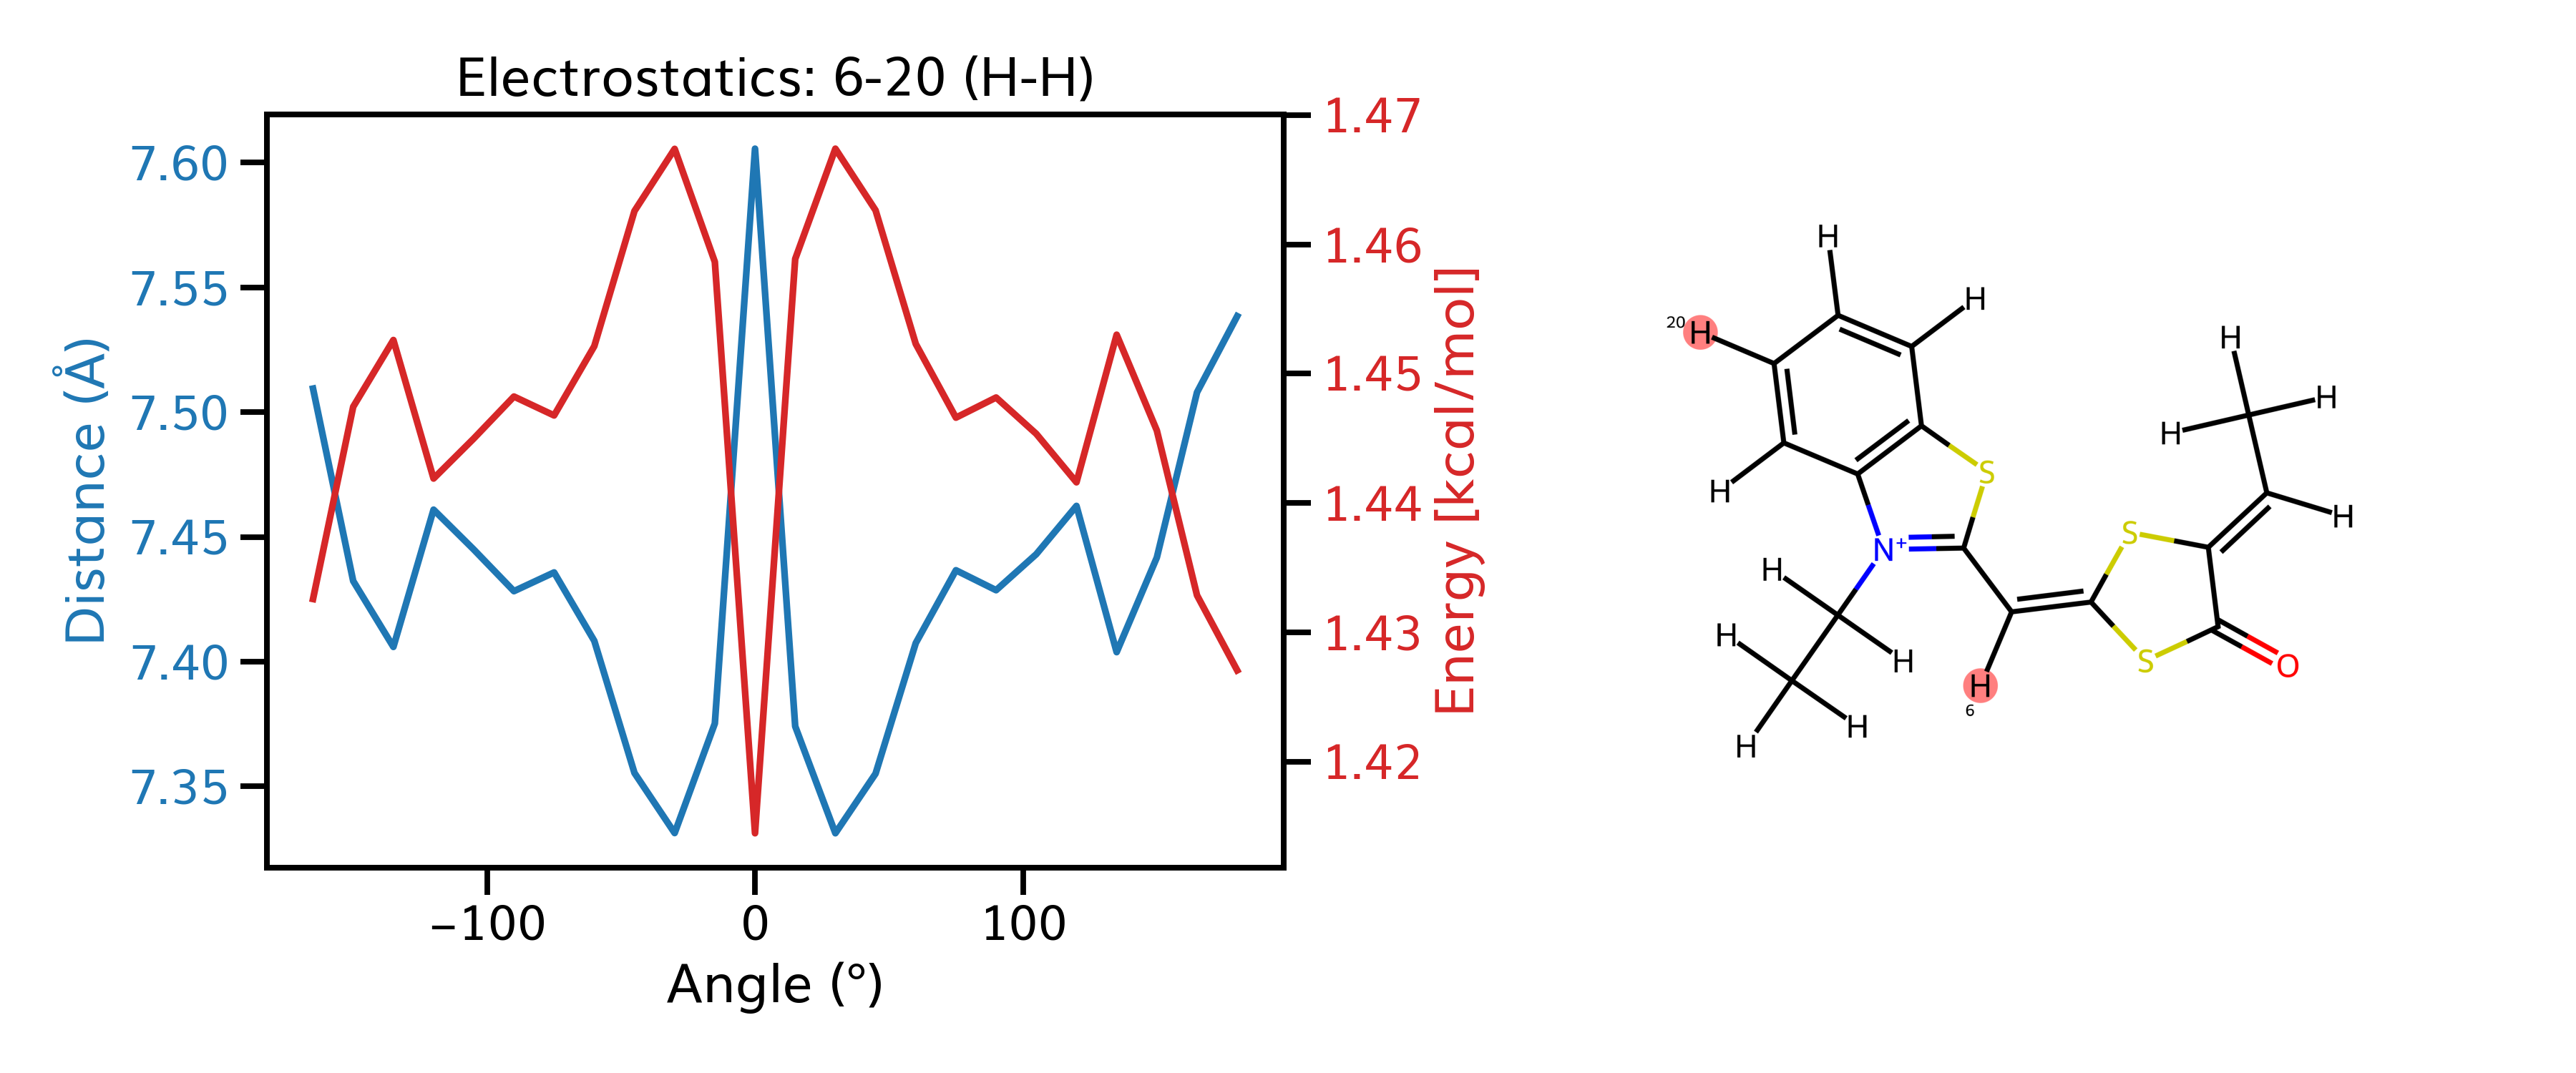 Electrostatics: 6-20 (H-H)
Distance (Å)
7.60
7.55
7.50
7.45
7.40
7.35
1.47
1.46
1.45
1.44
1.43
1.42
Energy [kcal/mol]
−100 0 100
Angle (°)
H
H
20 H
H
H
H
H
S
H
H
S
N+
H
H
H
S
O
H
6
H
H